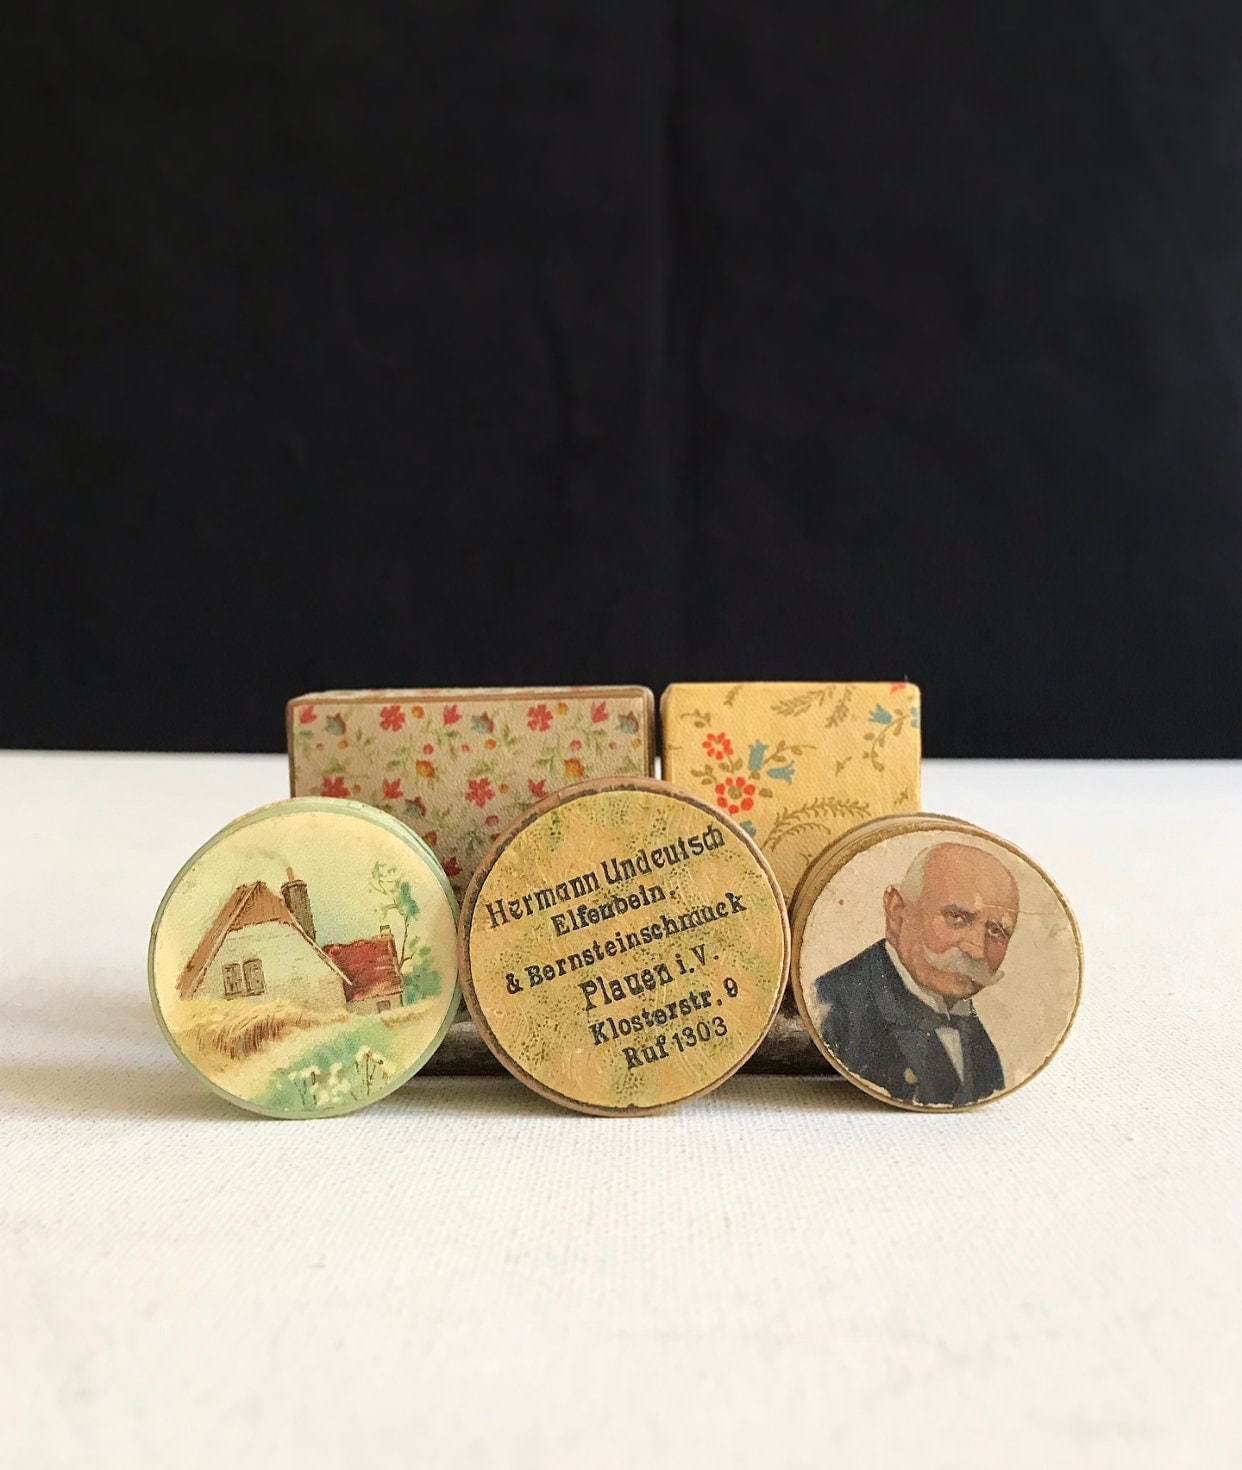 Hermann Undeutsch
Elfenbein-
& Bernsteinschmuck
Plauen i. V.
Klosterstr. 9
Ruf 1303